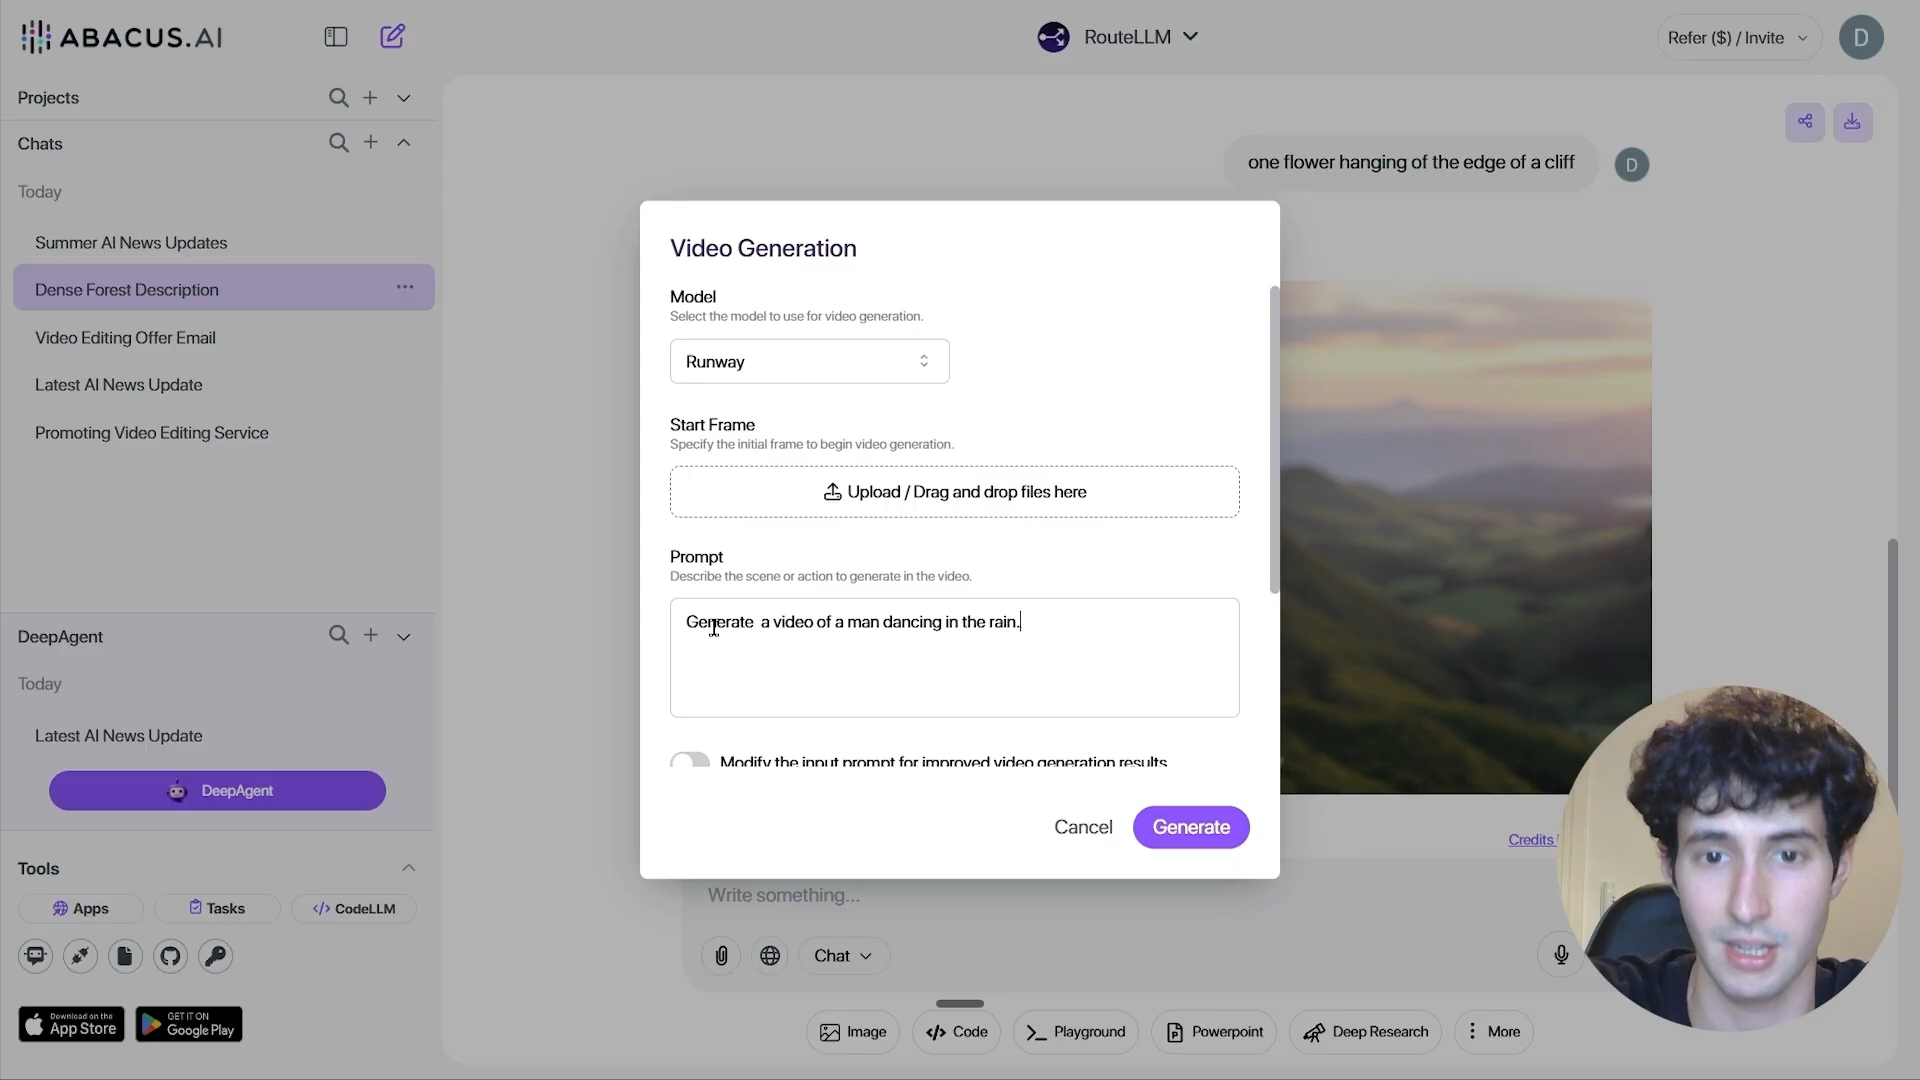 ABACUS.AI
RouteLLM
Refer ($) / Invite
D
Projects
Chats
Today
Summer AI News Updates
Dense Forest Description
Video Editing Offer Email
Latest AI News Update
Promoting Video Editing Service
DeepAgent
Today
Latest AI News Update
DeepAgent
Tools
Apps
Tasks
CodeLLM
Download on the
App Store
GET IT ON
Google Play
one flower hanging of the edge of a cliff
D
Video Generation
Model
Select the model to use for video generation.
Runway
Start Frame
Specify the initial frame to begin video generation.
Upload / Drag and drop files here
Prompt
Describe the scene or action to generate in the video.
Generate  a video of a man dancing in the rain.
Modify the input prompt for improved video generation results
Cancel
Generate
Credits
Write something...
Chat
Image
Code
Playground
Powerpoint
Deep Research
More